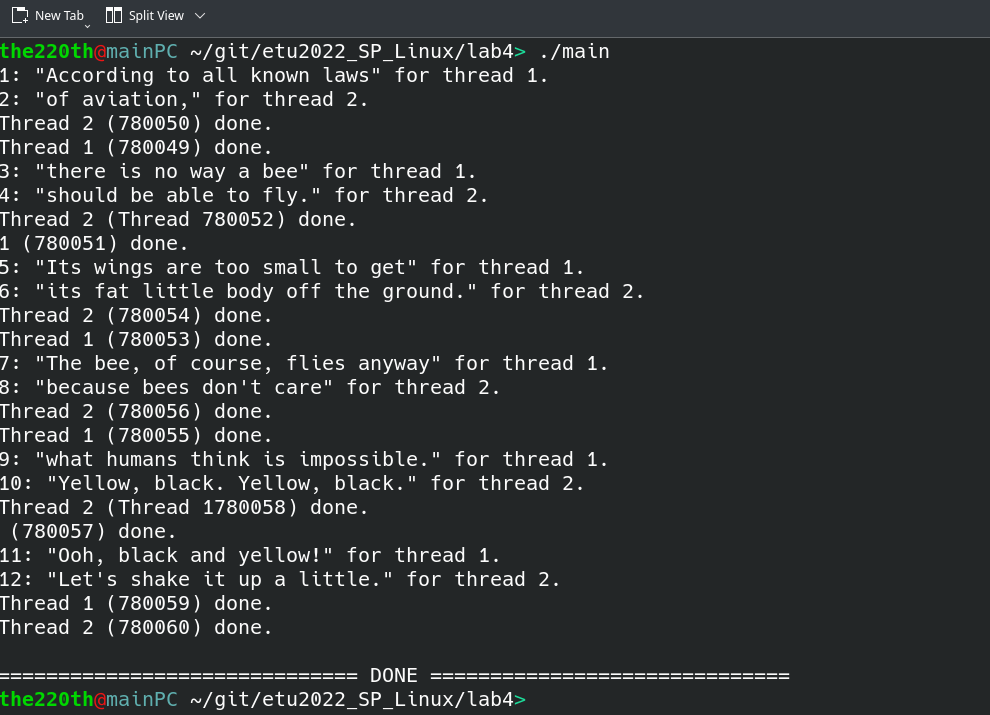 New Tab Split View
the220th@mainPC ~/git/etu2022_SP_Linux/lab4> ./main
1: "According to all known laws" for thread 1.
2: "of aviation," for thread 2.
Thread 2 (780050) done.
Thread 1 (780049) done.
3: "there is no way a bee" for thread 1.
4: "should be able to fly." for thread 2.
Thread 2 (Thread 780052) done.
1 (780051) done.
5: "Its wings are too small to get" for thread 1.
6: "its fat little body off the ground." for thread 2.
Thread 2 (780054) done.
Thread 1 (780053) done.
7: "The bee, of course, flies anyway" for thread 1.
8: "because bees don't care" for thread 2.
Thread 2 (780056) done.
Thread 1 (780055) done.
9: "what humans think is impossible." for thread 1.
10: "Yellow, black. Yellow, black." for thread 2.
Thread 2 (Thread 1780058) done.
 (780057) done.
11: "Ooh, black and yellow!" for thread 1.
12: "Let's shake it up a little." for thread 2.
Thread 1 (780059) done.
Thread 2 (780060) done.
============================== DONE ==============================
the220th@mainPC ~/git/etu2022_SP_Linux/lab4>